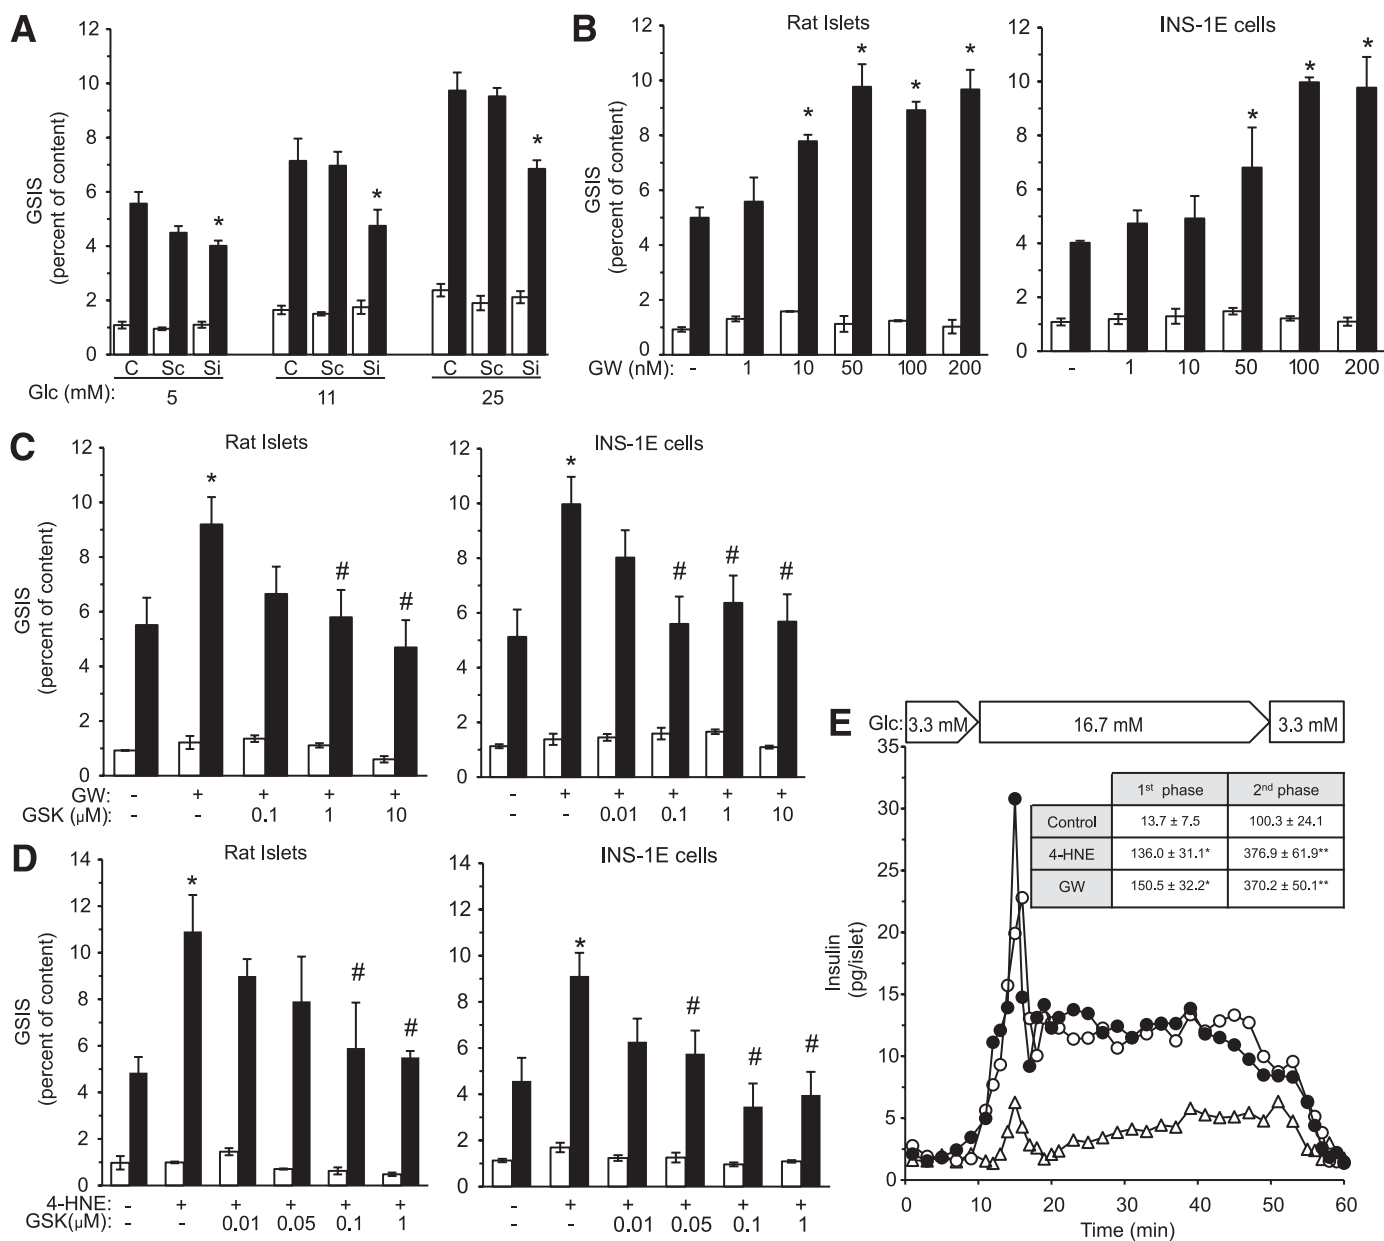 A
12
10
8
6
4
2
0
GSIS
(percent of content)
* * *
C Sc Si C Sc Si C Sc Si
Glc (mM): 5 11 25
B
Rat Islets
12
10
8
6
4
2
0
GSIS
(percent of content)
* * * *
GW (nM): - 1 10 50 100 200
INS-1E cells
12
10
8
6
4
2
0
* * *
- 1 10 50 100 200
C
Rat Islets
12
10
8
6
4
2
0
GSIS
(percent of content)
* # #
GW: - + + + +
GSK (µM): - - 0.1 1 10
INS-1E cells
12
10
8
6
4
2
0
* # # #
- + + + + +
- - 0.01 0.1 1 10
D
Rat Islets
14
12
10
8
6
4
2
0
GSIS
(percent of content)
* # #
4-HNE: - + + + + +
GSK(µM): - - 0.01 0.05 0.1 1
INS-1E cells
14
12
10
8
6
4
2
0
* # # #
- + + + + +
- - 0.01 0.05 0.1 1
E
Glc: 3.3 mM 16.7 mM 3.3 mM
35
30
25
20
15
10
5
0
Insulin
(pg/islet)
1st phase 2nd phase
Control 13.7 ± 7.5 100.3 ± 24.1
4-HNE 136.0 ± 31.1* 376.9 ± 61.9**
GW 150.5 ± 32.2* 370.2 ± 50.1**
0 10 20 30 40 50 60
Time (min)